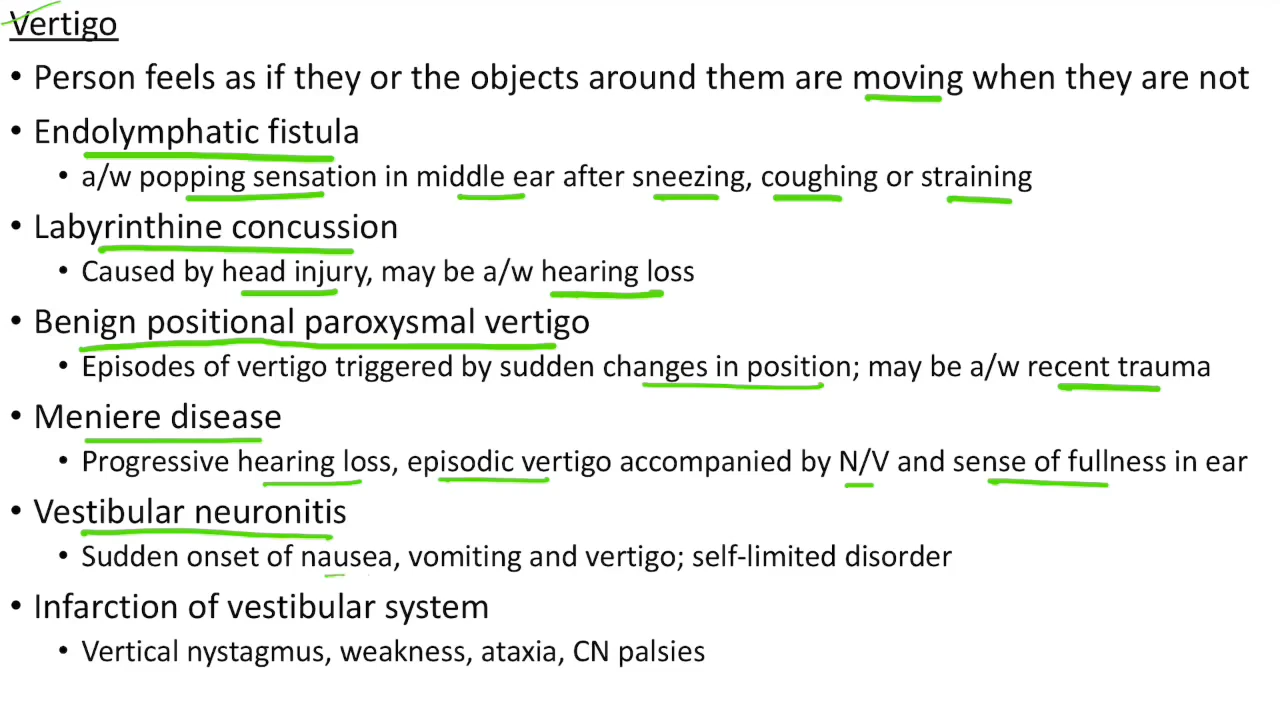 Vertigo
• Person feels as if they or the objects around them are moving when they are not
• Endolymphatic fistula
• a/w popping sensation in middle ear after sneezing, coughing or straining
• Labyrinthine concussion
• Caused by head injury, may be a/w hearing loss
• Benign positional paroxysmal vertigo
• Episodes of vertigo triggered by sudden changes in position; may be a/w recent trauma
• Meniere disease
• Progressive hearing loss, episodic vertigo accompanied by N/V and sense of fullness in ear
• Vestibular neuronitis
• Sudden onset of nausea, vomiting and vertigo; self-limited disorder
• Infarction of vestibular system
• Vertical nystagmus, weakness, ataxia, CN palsies